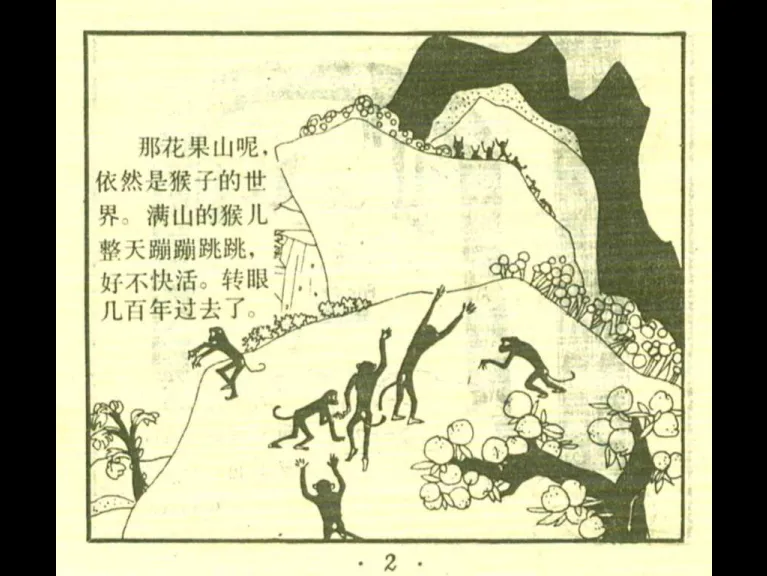 那花果山呢，
依然是猴子的世
界。满山的猴儿
整天蹦蹦跳跳，
好不快活。转眼
几百年过去了。
· 2 ·